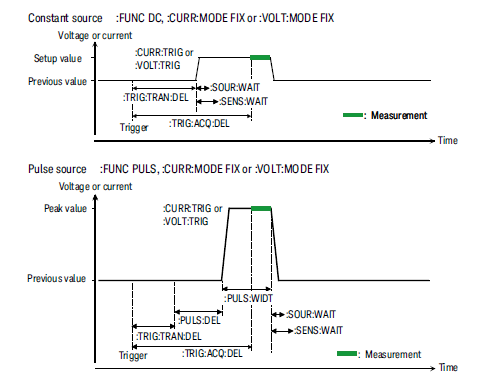 Constant source :FUNC DC, :CURR:MODE FIX or :VOLT:MODE FIX
Voltage or current
Setup value
:CURR:TRIG or
:VOLT:TRIG
Previous value
:SOUR:WAIT
:TRIG:TRAN:DEL
:SENS:WAIT
: Measurement
Trigger
:TRIG:ACQ:DEL
Time
Pulse source :FUNC PULS, :CURR:MODE FIX or :VOLT:MODE FIX
Voltage or current
Peak value
:CURR:TRIG or
:VOLT:TRIG
Previous value
:PULS:WIDT
:PULS:DEL
:SOUR:WAIT
:TRIG:TRAN:DEL
:SENS:WAIT
Trigger
:TRIG:ACQ:DEL
: Measurement
Time